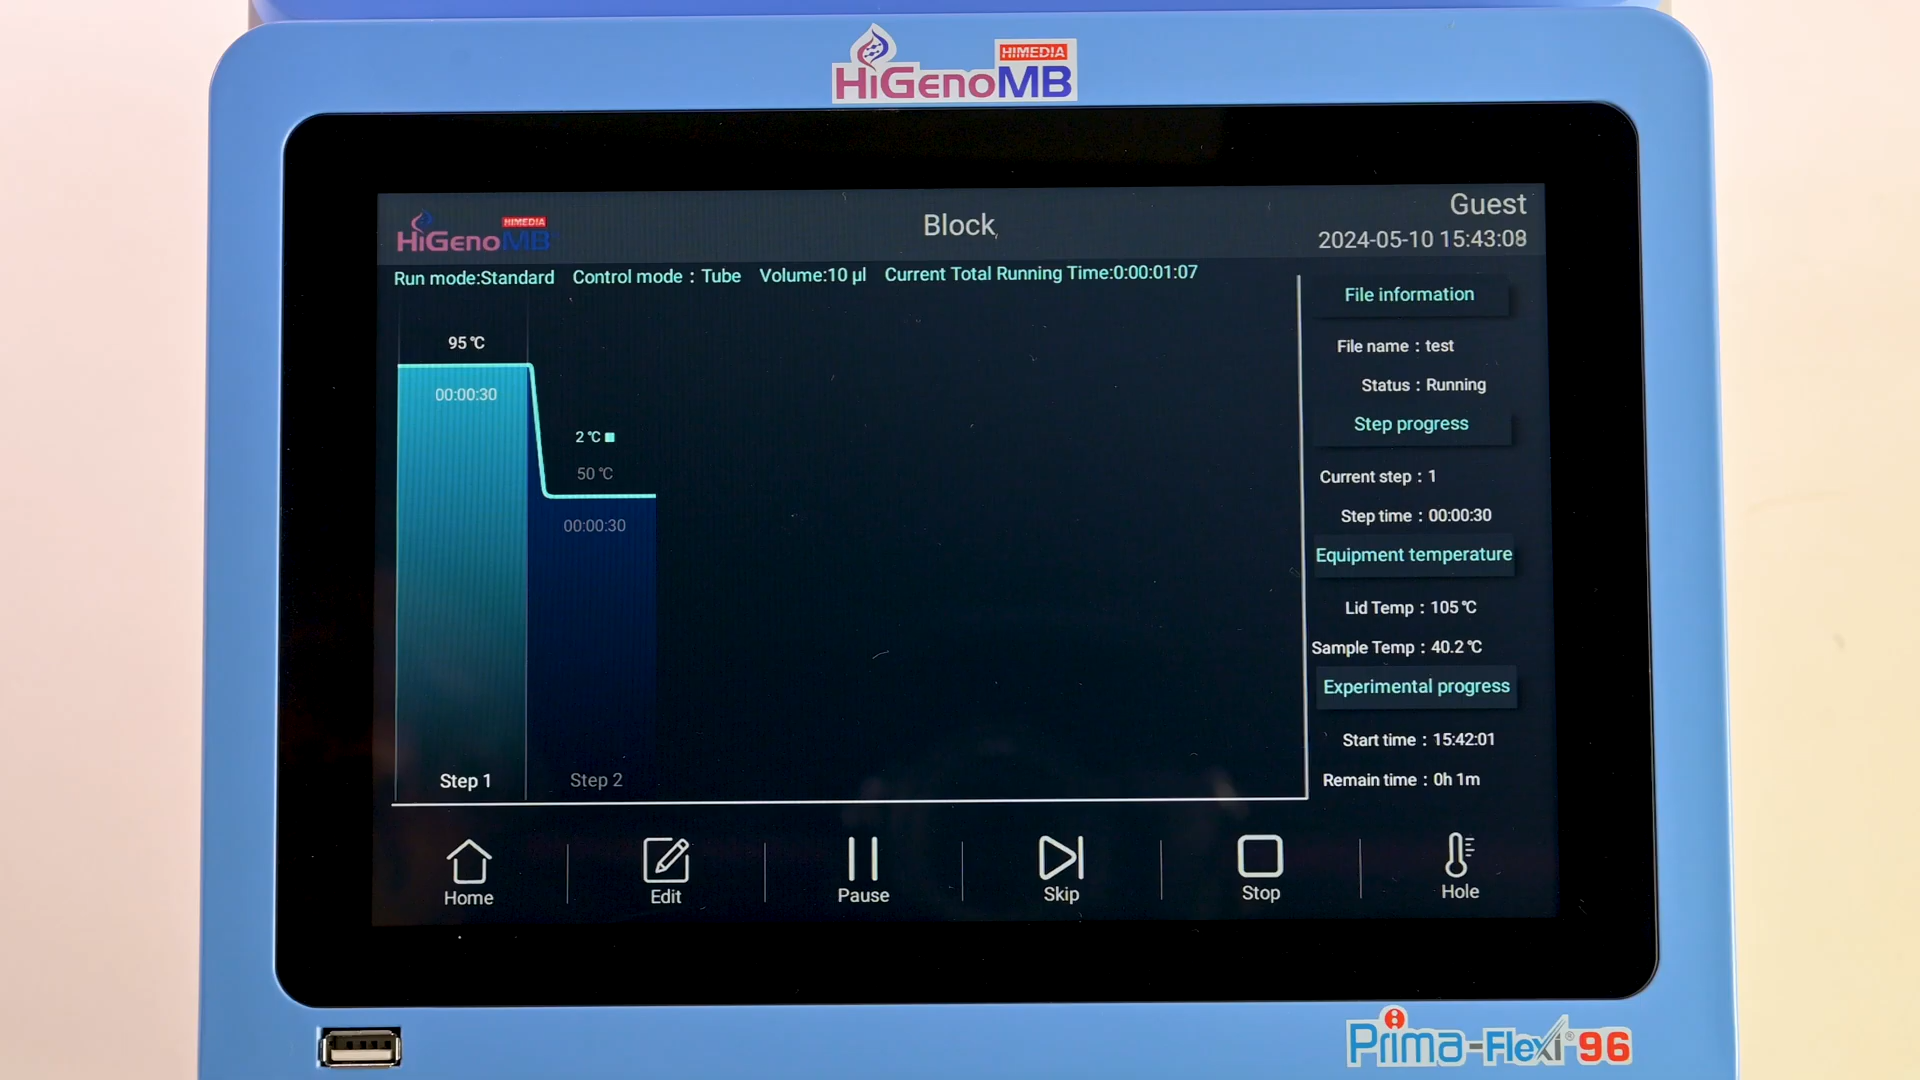 HIMEDIA
HiGenoMB
HIMEDIA
HiGenoMB
Block
Guest
2024-05-10 15:43:08
Run mode:Standard Control mode : Tube Volume:10 µl Current Total Running Time:0:00:01:07
95 ℃
00:00:30
2 ℃
50 ℃
00:00:30
Step 1
Step 2
File information
File name : test
Status : Running
Step progress
Current step : 1
Step time : 00:00:30
Equipment temperature
Lid Temp : 105 ℃
Sample Temp : 40.2 ℃
Experimental progress
Start time : 15:42:01
Remain time : 0h 1m
Home
Edit
Pause
Skip
Stop
Hole
Prima-Flexi® 96